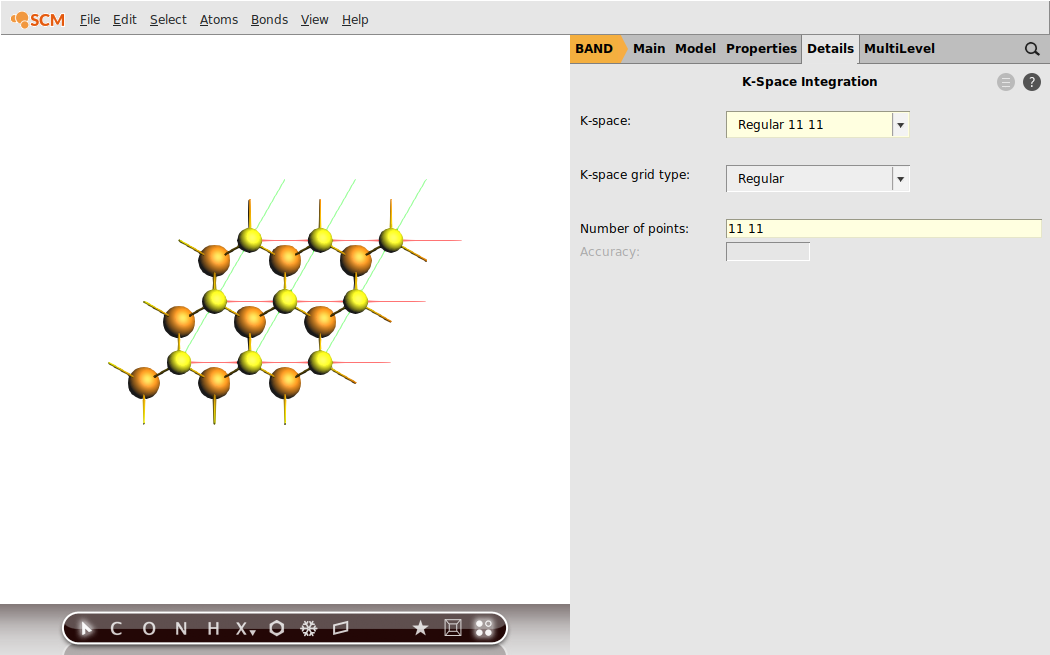 SCM File Edit Select Atoms Bonds View Help
BAND Main Model Properties Details MultiLevel
K-Space Integration
?
K-space: Regular 11 11
K-space grid type: Regular
Number of points: 11 11
Accuracy:
C O N H X